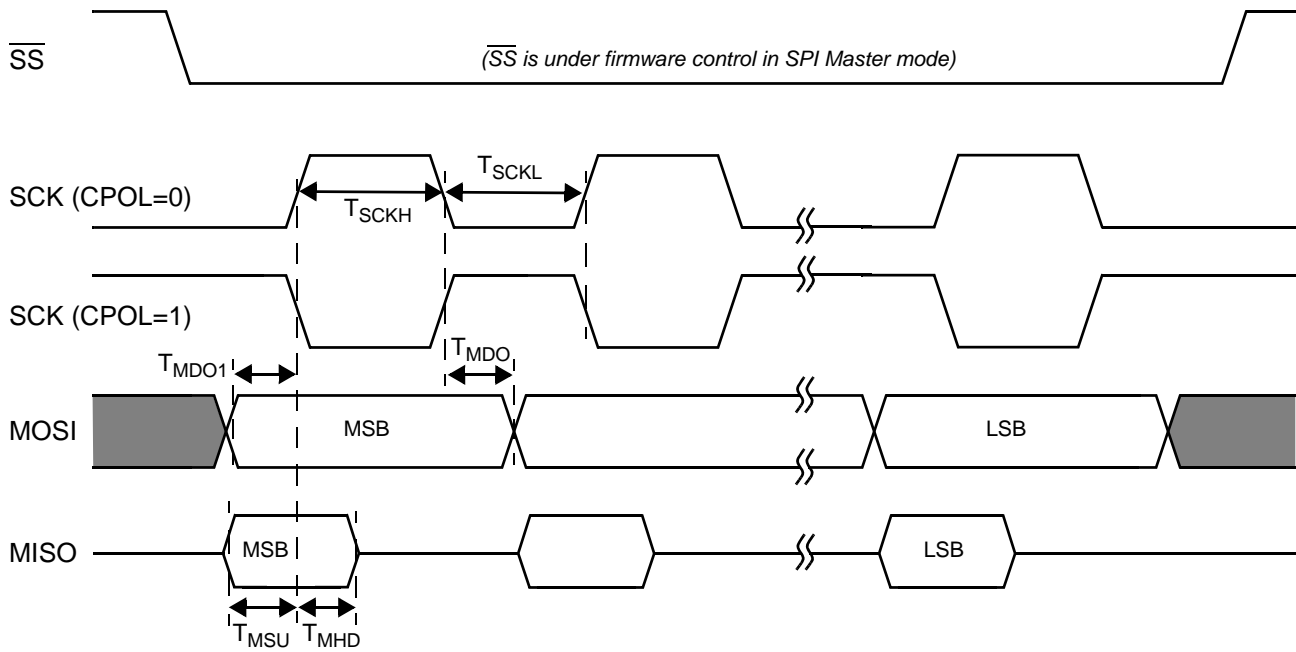 SS
(SS is under firmware control in SPI Master mode)
TSCKL
SCK (CPOL=0)
TSCKH
SCK (CPOL=1)
TMDO1
TMDO
MOSI
MSB
LSB
MISO
MSB
LSB
TMSU
TMHD